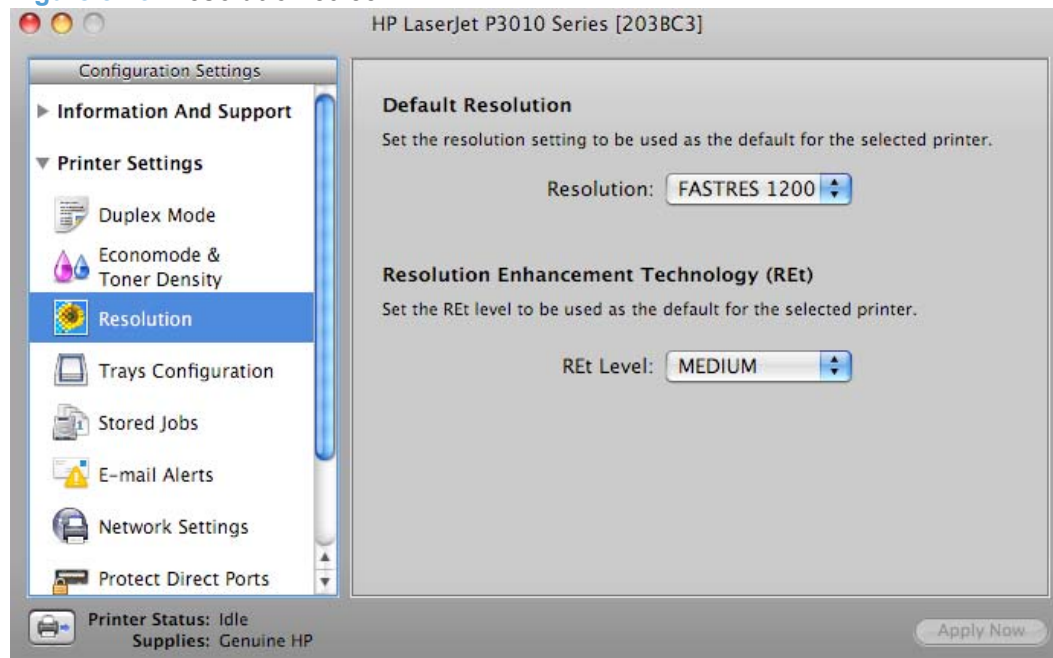 HP LaserJet P3010 Series [203BC3]
Configuration Settings
Information And Support
Printer Settings
Duplex Mode
Economode &
Toner Density
Resolution
Trays Configuration
Stored Jobs
E-mail Alerts
Network Settings
Protect Direct Ports
Default Resolution
Set the resolution setting to be used as the default for the selected printer.
Resolution: FASTRES 1200
Resolution Enhancement Technology (REt)
Set the REt level to be used as the default for the selected printer.
REt Level: MEDIUM
Printer Status: Idle
Supplies: Genuine HP
Apply Now